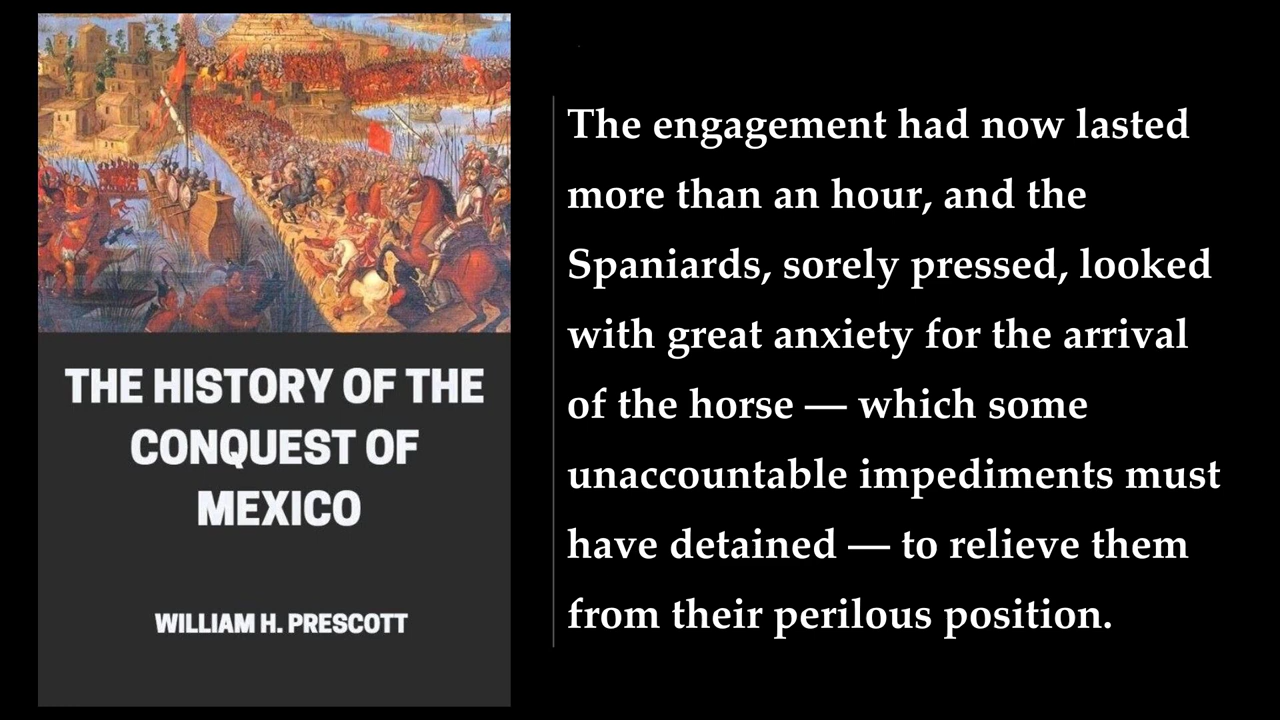 THE HISTORY OF THE
CONQUEST OF
MEXICO
WILLIAM H. PRESCOTT
The engagement had now lasted
more than an hour, and the
Spaniards, sorely pressed, looked
with great anxiety for the arrival
of the horse — which some
unaccountable impediments must
have detained — to relieve them
from their perilous position.